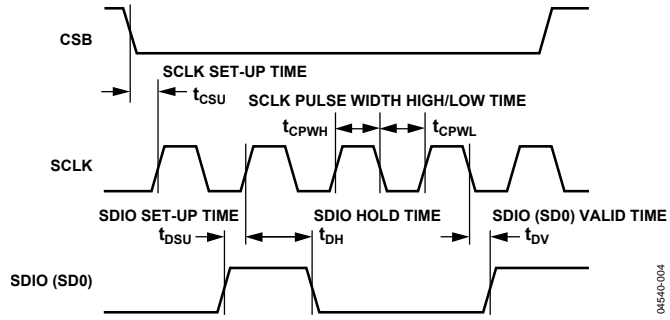 CSB
SCLK SET-UP TIME
tCSU
SCLK PULSE WIDTH HIGH/LOW TIME
tCPWH
tCPWL
SCLK
SDIO SET-UP TIME
SDIO HOLD TIME
SDIO (SD0) VALID TIME
tDSU
tDH
tDV
SDIO (SD0)
04540-004